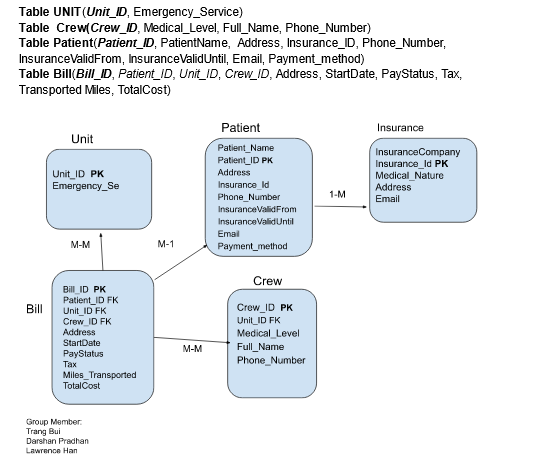 Table UNIT(Unit_ID, Emergency_Service)
Table Crew(Crew_ID, Medical_Level, Full_Name, Phone_Number)
Table Patient(Patient_ID, PatientName, Address, Insurance_ID, Phone_Number,
InsuranceValidFrom, InsuranceValidUntil, Email, Payment_method)
Table Bill(Bill_ID, Patient_ID, Unit_ID, Crew_ID, Address, StartDate, PayStatus, Tax,
Transported Miles, TotalCost)
Unit
Unit_ID PK
Emergency_Se
Patient
Patient_Name
Patient_ID PK
Address
Insurance_Id
Phone_Number
InsuranceValidFrom
InsuranceValidUntil
Email
Payment_method
Insurance
InsuranceCompany
Insurance_Id PK
Medical_Nature
Address
Email
1-M
M-M
M-1
Bill
Bill_ID PK
Patient_ID FK
Unit_ID FK
Crew_ID FK
Address
StartDate
PayStatus
Tax
Miles_Transported
TotalCost
M-M
Crew
Crew_ID PK
Unit_ID FK
Medical_Level
Full_Name
Phone_Number
Group Member:
Trang Bui
Darshan Pradhan
Lawrence Han